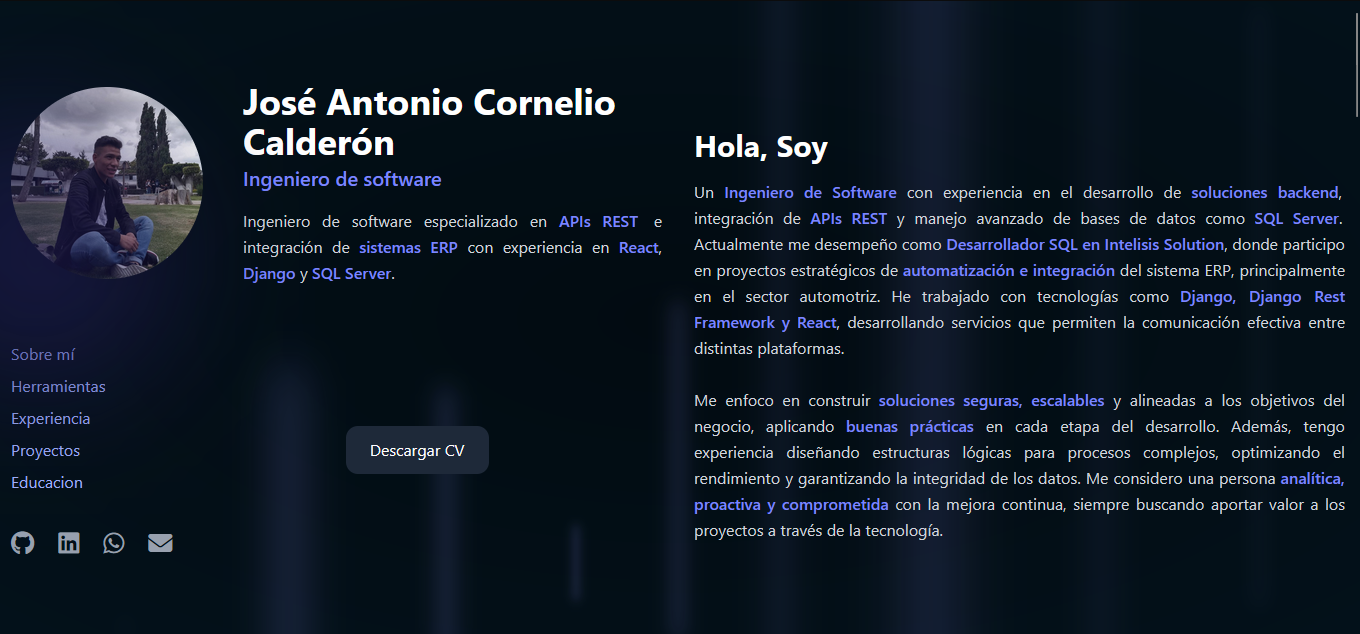 José Antonio Cornelio
Calderón
Ingeniero de software
Ingeniero de software especializado en APIs REST e
integración de sistemas ERP con experiencia en React,
Django y SQL Server.
Sobre mí
Herramientas
Experiencia
Proyectos
Educacion
Descargar CV
Hola, Soy
Un Ingeniero de Software con experiencia en el desarrollo de soluciones backend,
integración de APIs REST y manejo avanzado de bases de datos como SQL Server.
Actualmente me desempeño como Desarrollador SQL en Intelisis Solution, donde participo
en proyectos estratégicos de automatización e integración del sistema ERP, principalmente
en el sector automotriz. He trabajado con tecnologías como Django, Django Rest
Framework y React, desarrollando servicios que permiten la comunicación efectiva entre
distintas plataformas.
Me enfoco en construir soluciones seguras, escalables y alineadas a los objetivos del
negocio, aplicando buenas prácticas en cada etapa del desarrollo. Además, tengo
experiencia diseñando estructuras lógicas para procesos complejos, optimizando el
rendimiento y garantizando la integridad de los datos. Me considero una persona analítica,
proactiva y comprometida con la mejora continua, siempre buscando aportar valor a los
proyectos a través de la tecnología.